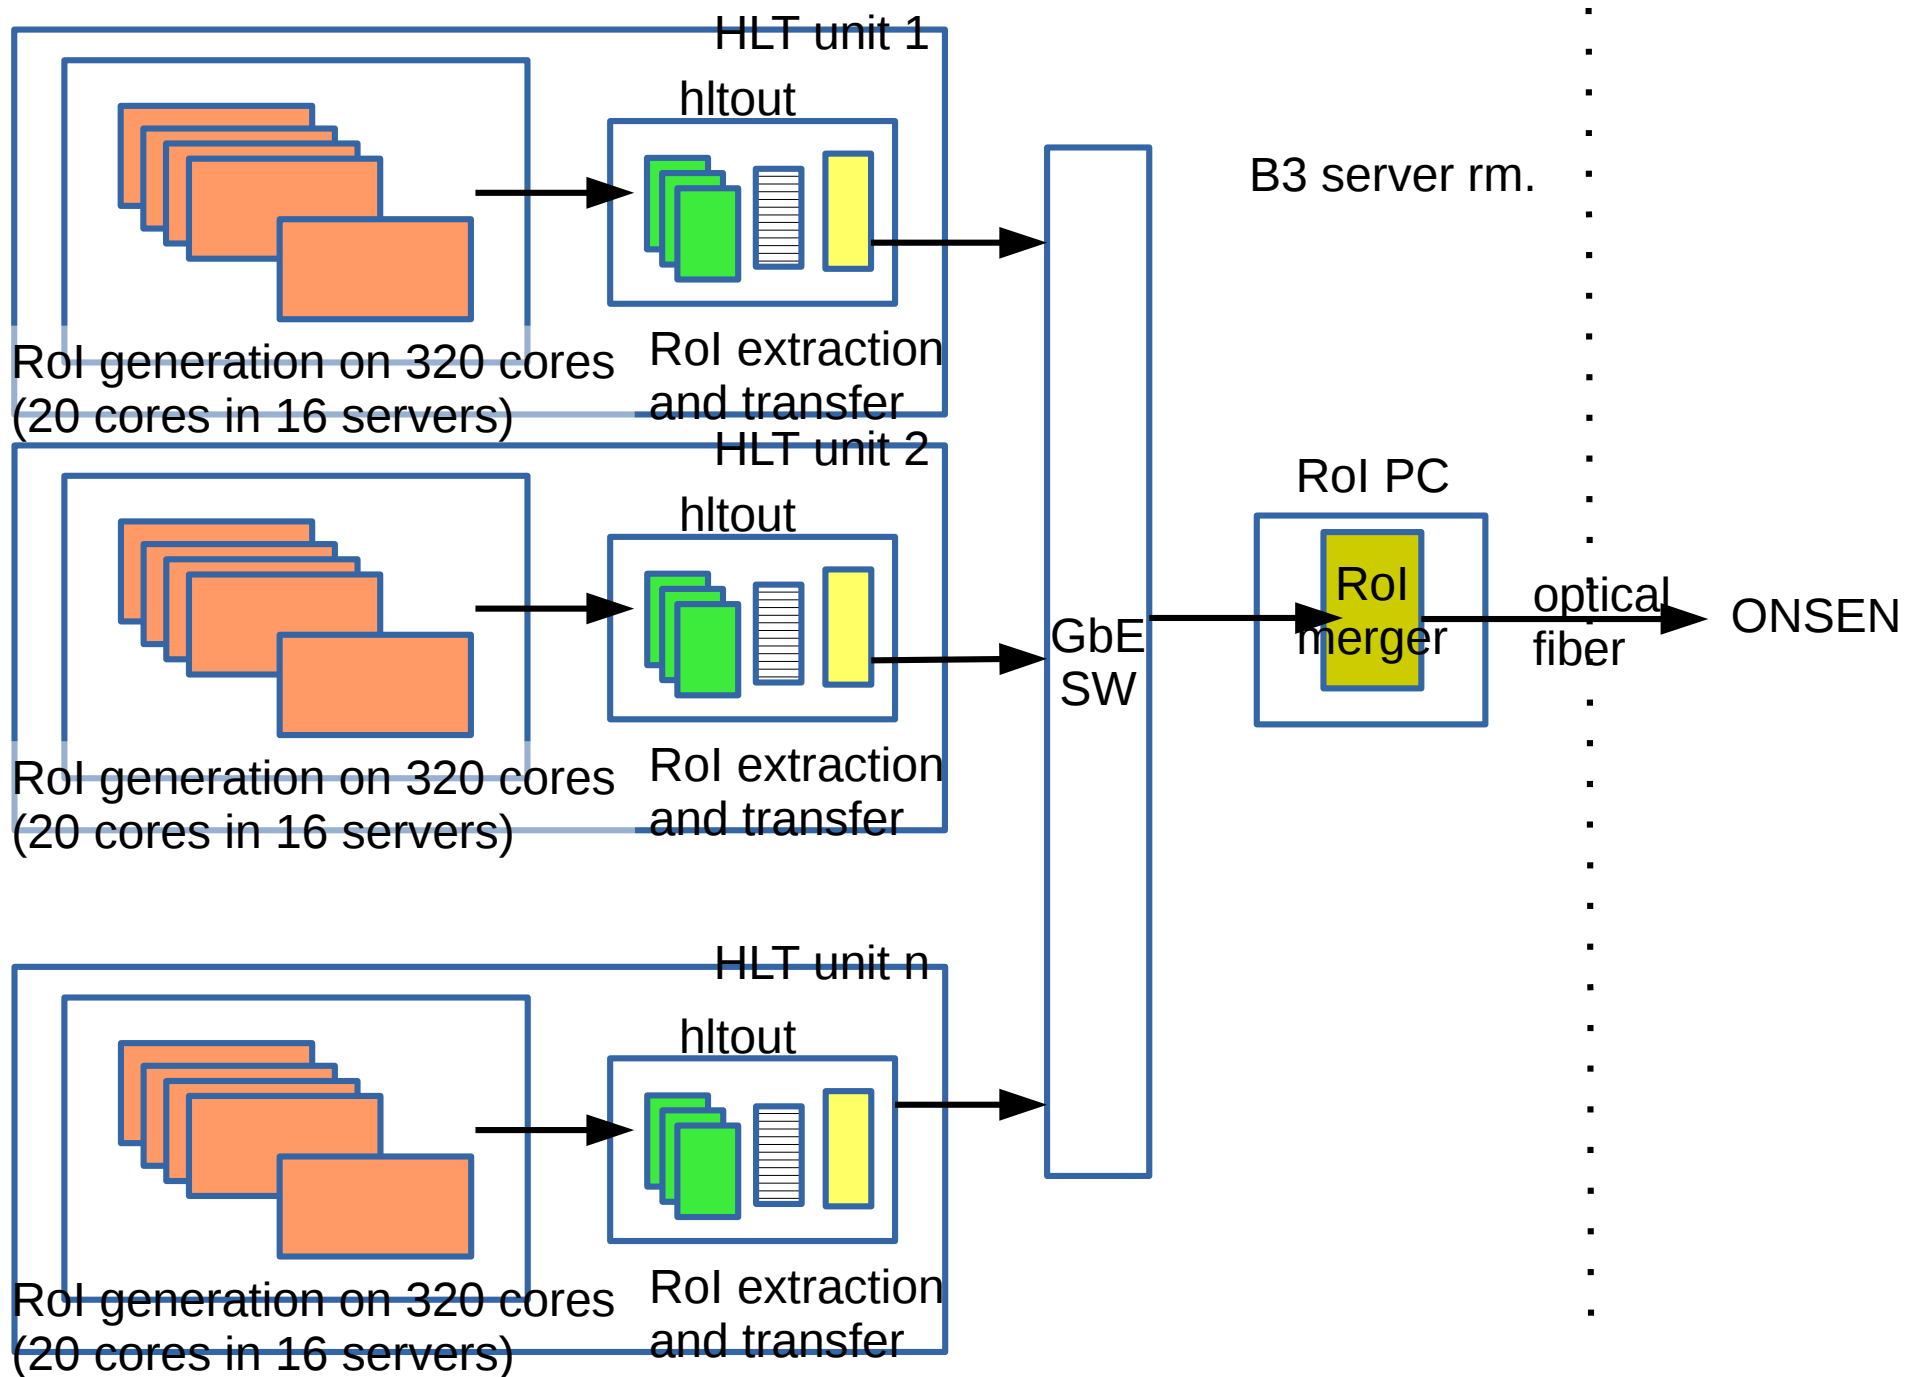 HLT unit 1
hltout
RoI generation on 320 cores
(20 cores in 16 servers)
RoI extraction
and transfer
HLT unit 2
hltout
RoI generation on 320 cores
(20 cores in 16 servers)
RoI extraction
and transfer
HLT unit n
hltout
RoI generation on 320 cores
(20 cores in 16 servers)
RoI extraction
and transfer
GbE
SW
B3 server rm.
RoI PC
RoI
merger
optical
fiber
ONSEN